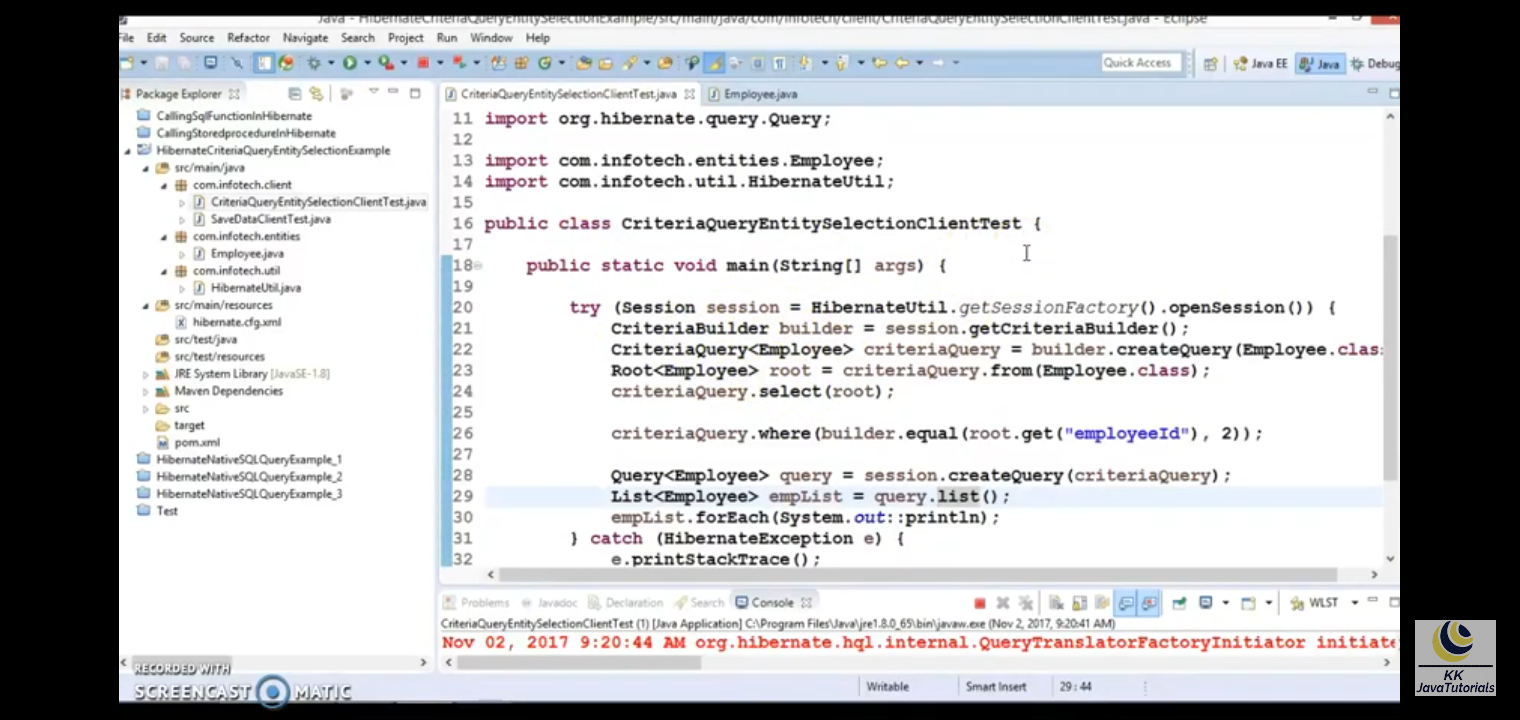 Java - HibernateCriteriaQueryEntitySelectionExample/src/main/java/com/infotech/client/CriteriaQueryEntitySelectionClientTest.java - Eclipse
File Edit Source Refactor Navigate Search Project Run Window Help
Quick Access Java EE Java Debug
Package Explorer
CallingSqlFunctionInHibernate
CallingStoredprocedureInHibernate
HibernateCriteriaQueryEntitySelectionExample
src/main/java
com.infotech.client
CriteriaQueryEntitySelectionClientTest.java
SaveDataClientTest.java
com.infotech.entities
Employee.java
com.infotech.util
HibernateUtil.java
src/main/resources
hibernate.cfg.xml
src/test/java
src/test/resources
JRE System Library [JavaSE-1.8]
Maven Dependencies
src
target
pom.xml
HibernateNativeSQLQueryExample_1
HibernateNativeSQLQueryExample_2
HibernateNativeSQLQueryExample_3
Test
CriteriaQueryEntitySelectionClientTest.java Employee.java
11 import org.hibernate.query.Query;
12
13 import com.infotech.entities.Employee;
14 import com.infotech.util.HibernateUtil;
15
16 public class CriteriaQueryEntitySelectionClientTest {
17
18 public static void main(String[] args) {
19
20 try (Session session = HibernateUtil.getSessionFactory().openSession()) {
21 CriteriaBuilder builder = session.getCriteriaBuilder();
22 CriteriaQuery<Employee> criteriaQuery = builder.createQuery(Employee.clas
23 Root<Employee> root = criteriaQuery.from(Employee.class);
24 criteriaQuery.select(root);
25
26 criteriaQuery.where(builder.equal(root.get("employeeId"), 2));
27
28 Query<Employee> query = session.createQuery(criteriaQuery);
29 List<Employee> empList = query.list();
30 empList.forEach(System.out::println);
31 } catch (HibernateException e) {
32 e.printStackTrace();
Problems Javadoc Declaration Search Console WLST
CriteriaQueryEntitySelectionClientTest (1) [Java Application] C:\Program Files\Java\jre1.8.0_65\bin\javaw.exe (Nov 2, 2017, 9:20:41 AM)
Nov 02, 2017 9:20:44 AM org.hibernate.hql.internal.QueryTranslatorFactoryInitiator initiate
Writable Smart Insert 29 : 44
RECORDED WITH
SCREENCAST MATIC
KK
JavaTutorials